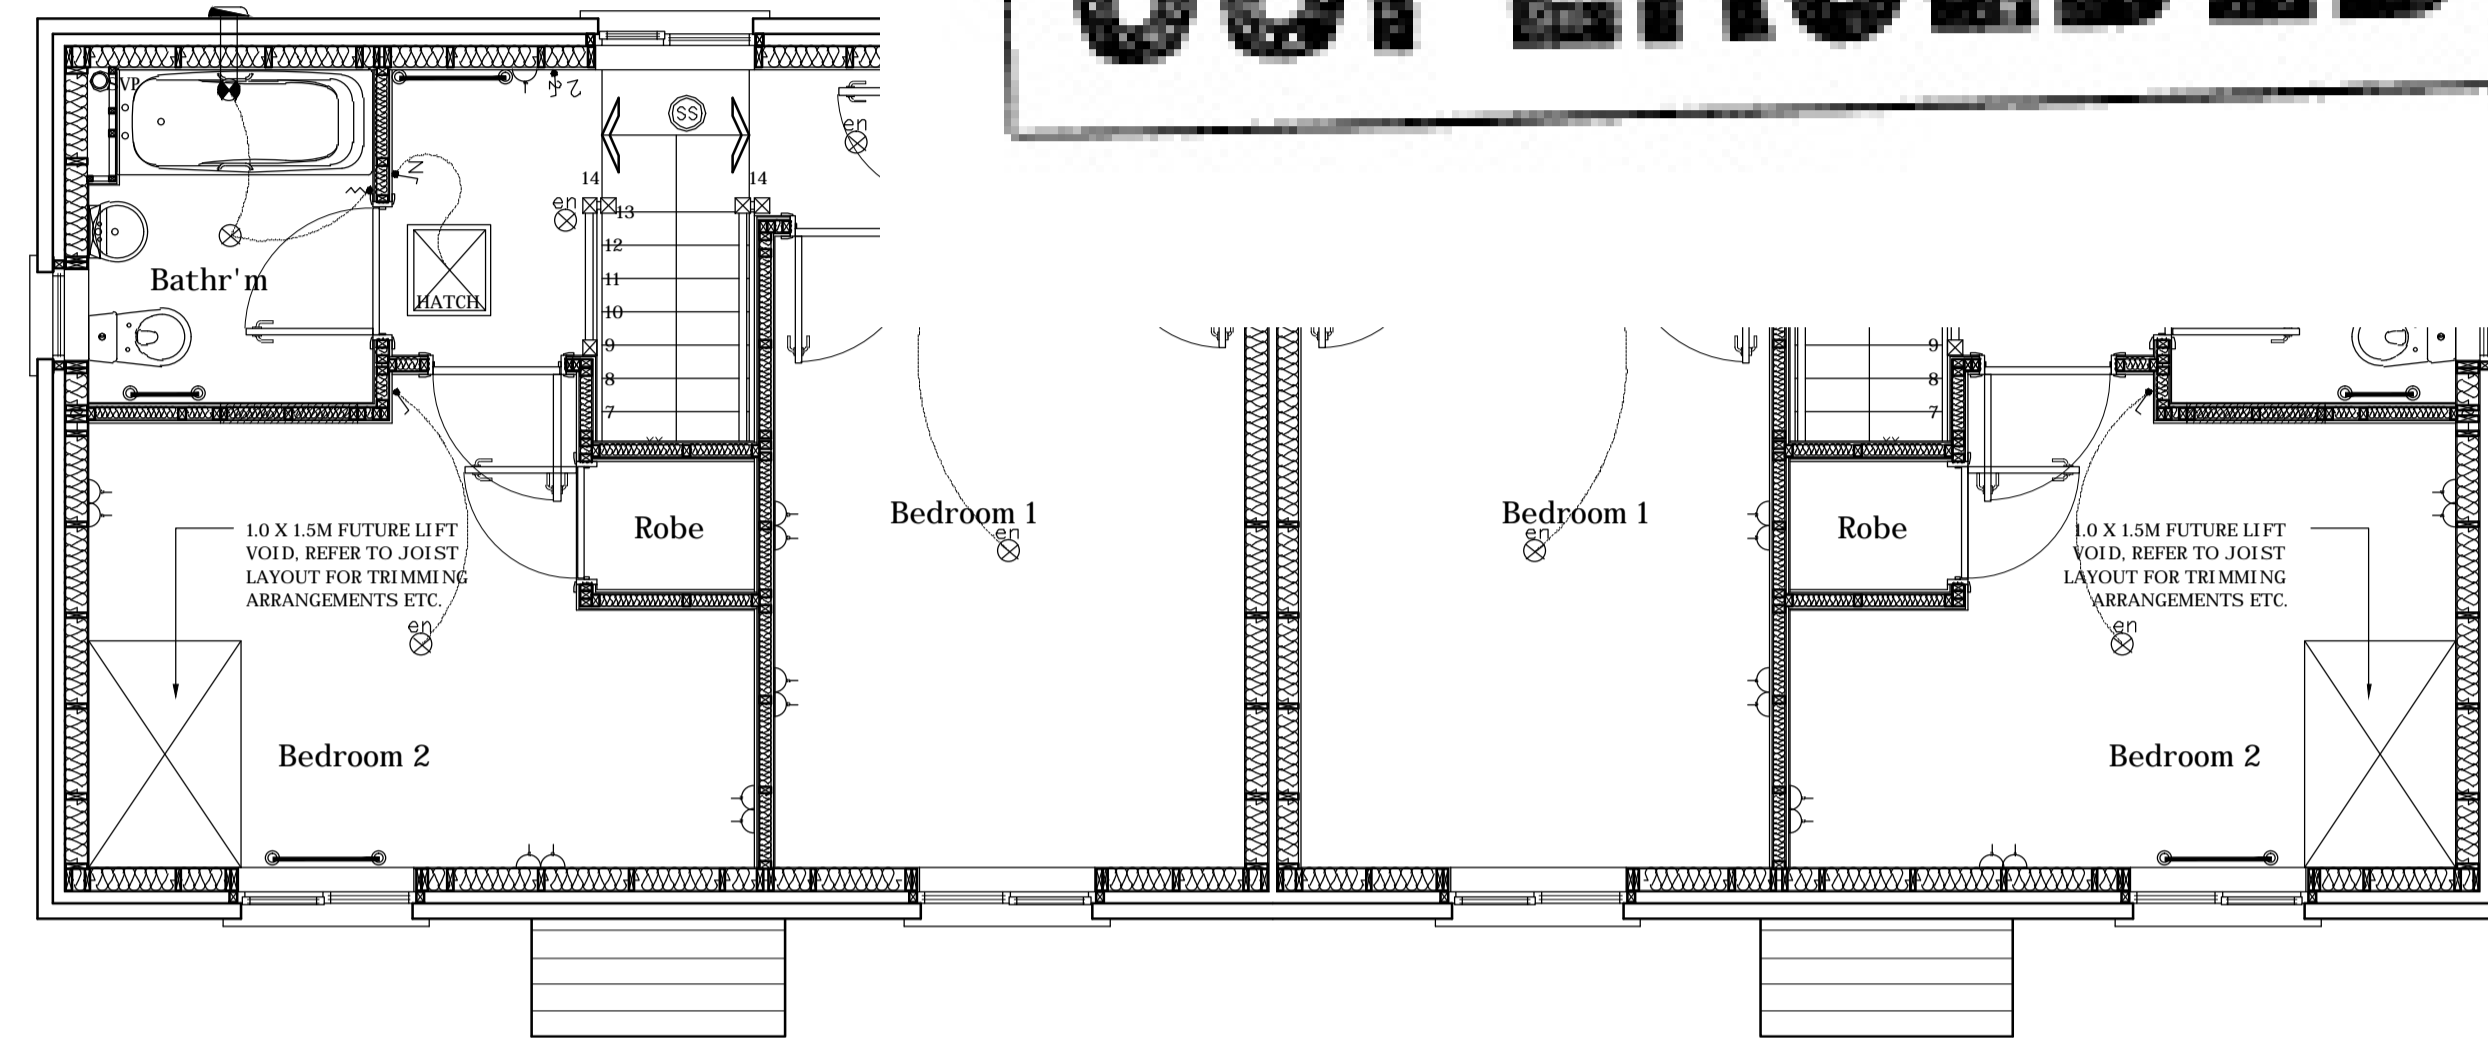 SVP
SS
en
14
14
en
13
12
11
10
9
8
7
Bathr'm
HATCH
9
8
7
Bedroom 1
en
Bedroom 1
en
Robe
Robe
1.0 X 1.5M FUTURE LIFT
VOID, REFER TO JOIST
LAYOUT FOR TRIMMING
ARRANGEMENTS ETC.
en
1.0 X 1.5M FUTURE LIFT
VOID, REFER TO JOIST
LAYOUT FOR TRIMMING
ARRANGEMENTS ETC.
en
Bedroom 2
Bedroom 2